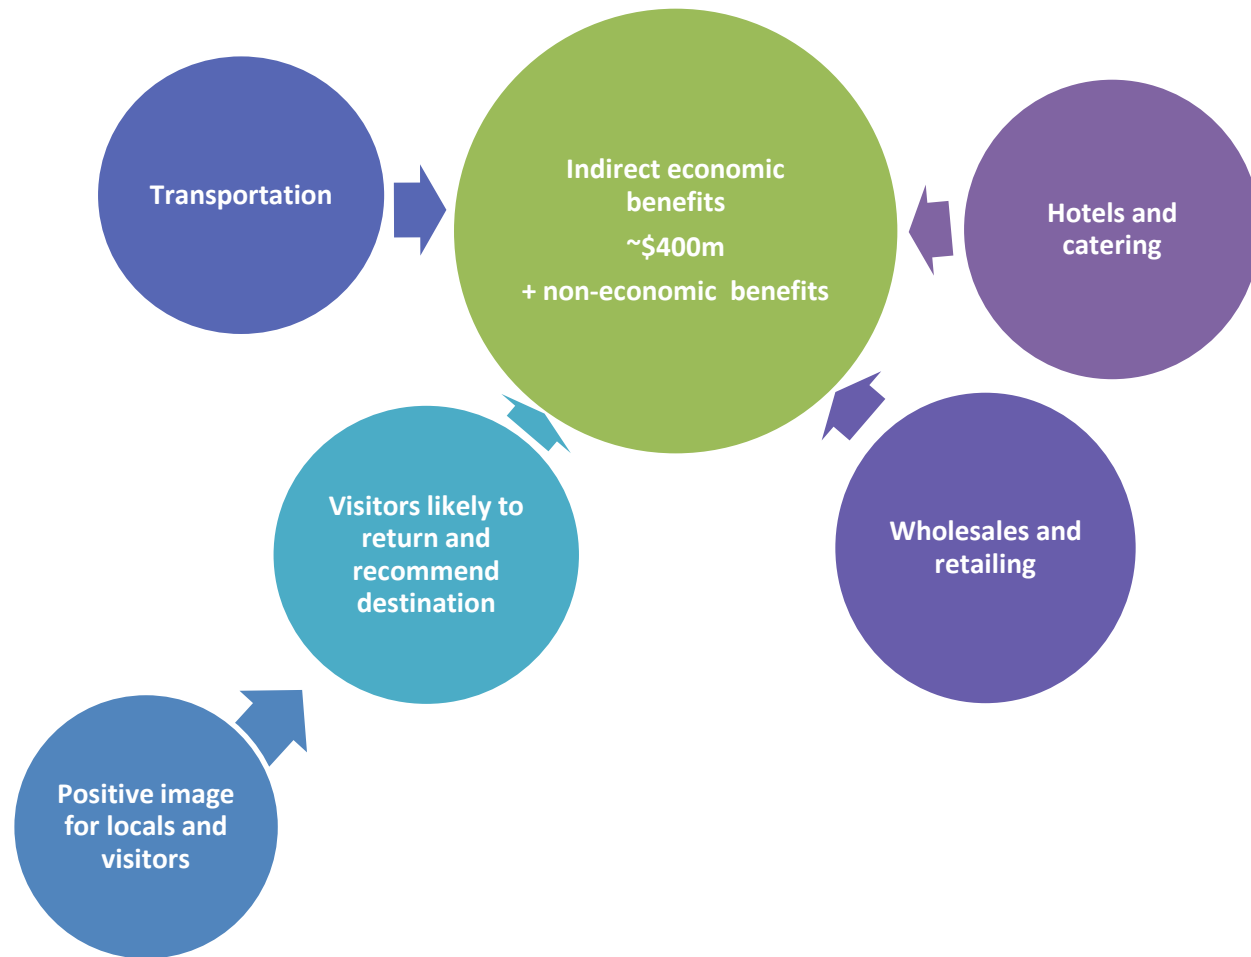 Transportation
Indirect economic
benefits
~$400m
+ non-economic  benefits
Hotels and
catering
Visitors likely to
return and
recommend
destination
Wholesales and
retailing
Positive image
for locals and
visitors